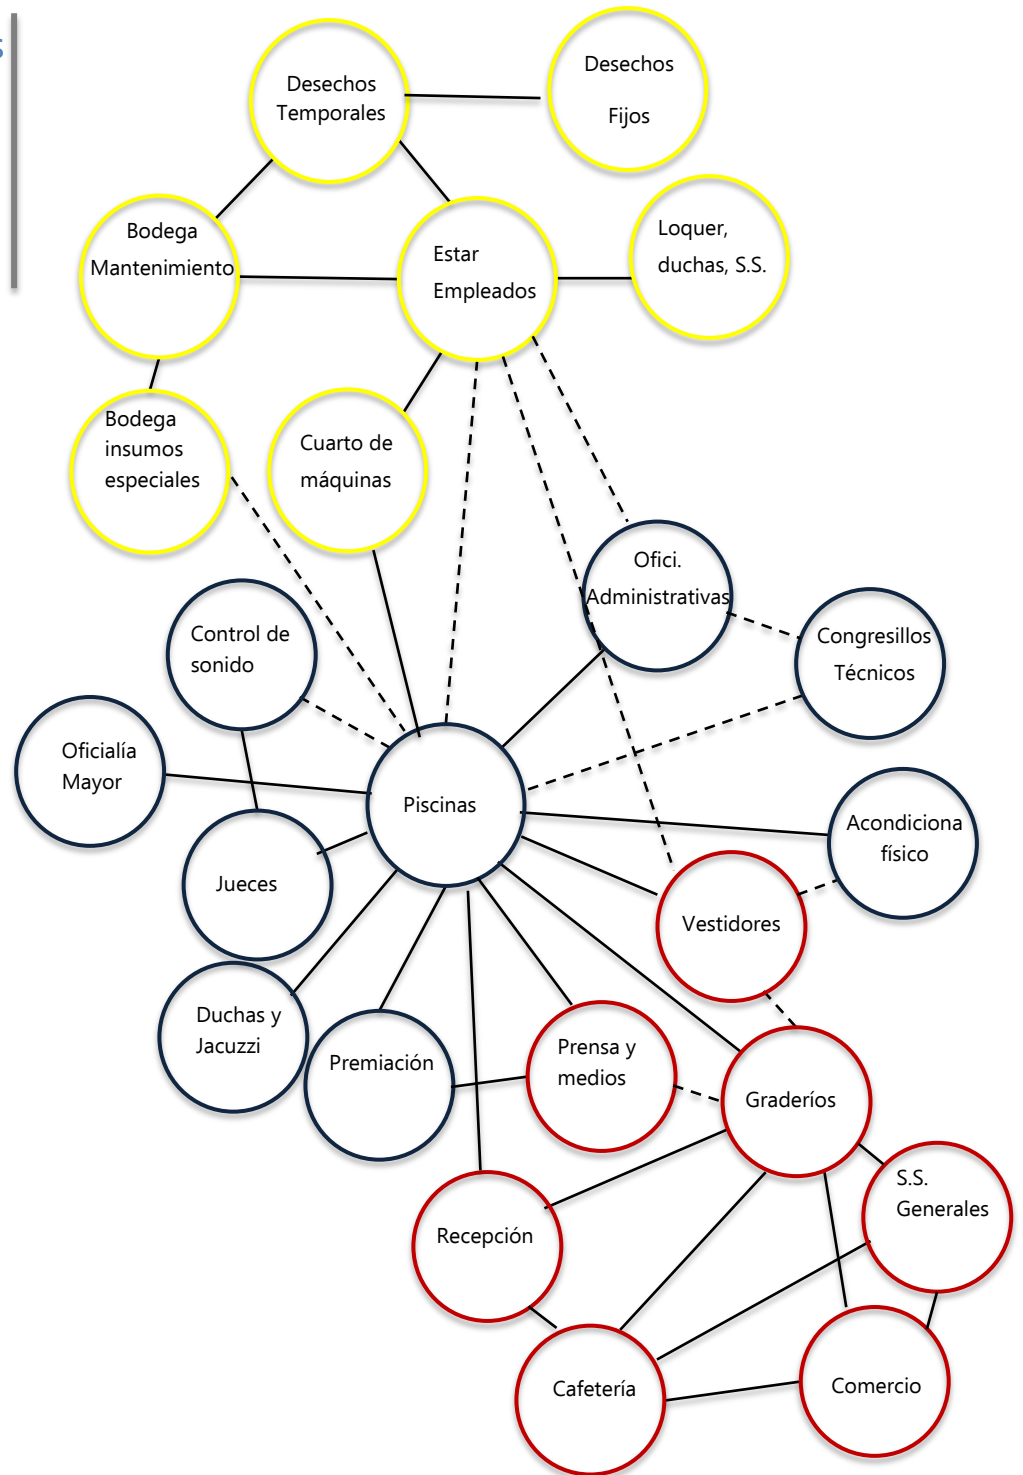 S
Desechos
Temporales
Desechos
Fijos
Bodega
Mantenimiento
Estar
Empleados
Loquer,
duchas, S.S.
Bodega
insumos
especiales
Cuarto de
máquinas
Ofici.
Administrativas
Congresillos
Técnicos
Control de
sonido
Oficialía
Mayor
Piscinas
Acondiciona
físico
Jueces
Vestidores
Duchas y
Jacuzzi
Premiación
Prensa y
medios
Graderíos
S.S.
Generales
Recepción
Cafetería
Comercio